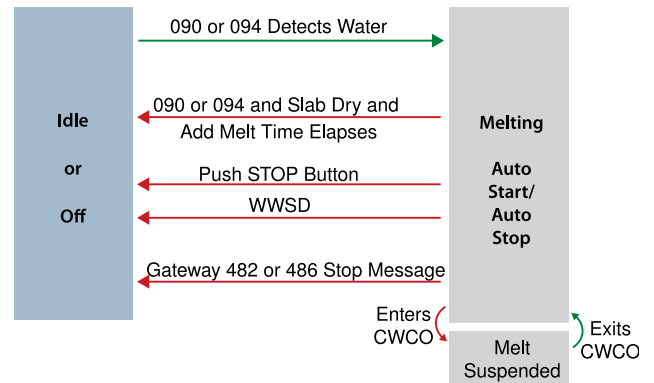 090 or 094 Detects Water
090 or 094 and Slab Dry and
Add Melt Time Elapses
Push STOP Button
WWSD
Gateway 482 or 486 Stop Message
Idle
or
Off
Melting
Auto
Start/
Auto
Stop
Enters
CWCO
Melt
Suspended
Exits
CWCO